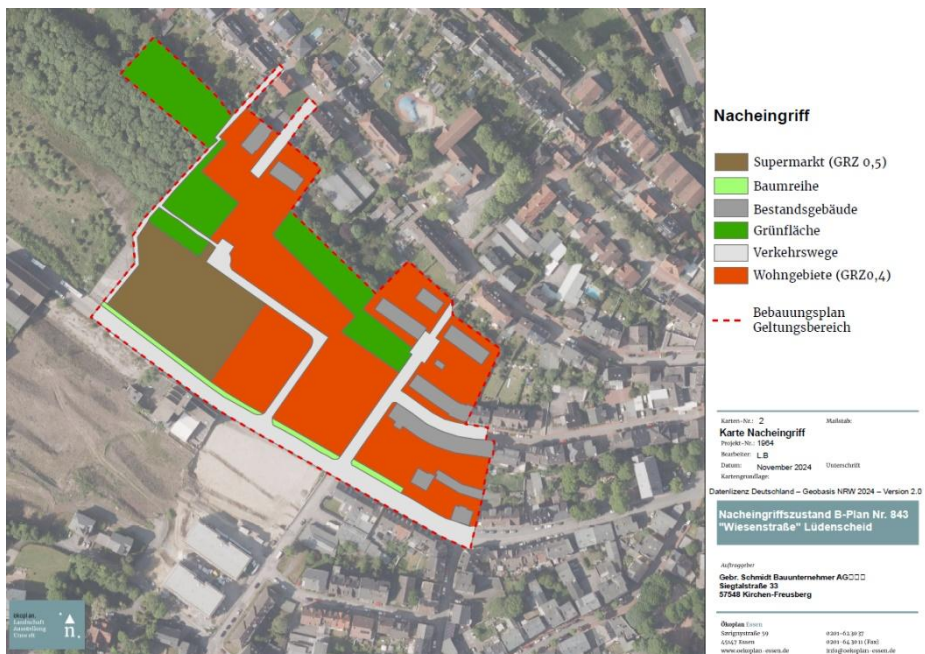 Nacheingriff
Supermarkt (GRZ 0,5)
Baumreihe
Bestandsgebäude
Grünfläche
Verkehrswege
Wohngebiete (GRZ0,4)
Bebauungsplan
Geltungsbereich
Karten-Nr.: 2 Maßstab:
Karte Nacheingriff
Projekt-Nr.: 1964
Bearbeiter: L.B
Datum: November 2024 Unterschrift
Kartengrundlage:
Datenlizenz Deutschland – Geobasis NRW 2024 – Version 2.0
Nacheingriffszustand B-Plan Nr. 843
"Wiesenstraße" Lüdenscheid
Auftraggeber
Gebr. Schmidt Bauunternehmer AG□□□
Siegtalstraße 33
57548 Kirchen-Freusberg
Ökoplan Essen
45147 Essen
www.oekoplan-essen.de info@oekoplan-essen.de
ökoplan.
Landschaft
n.